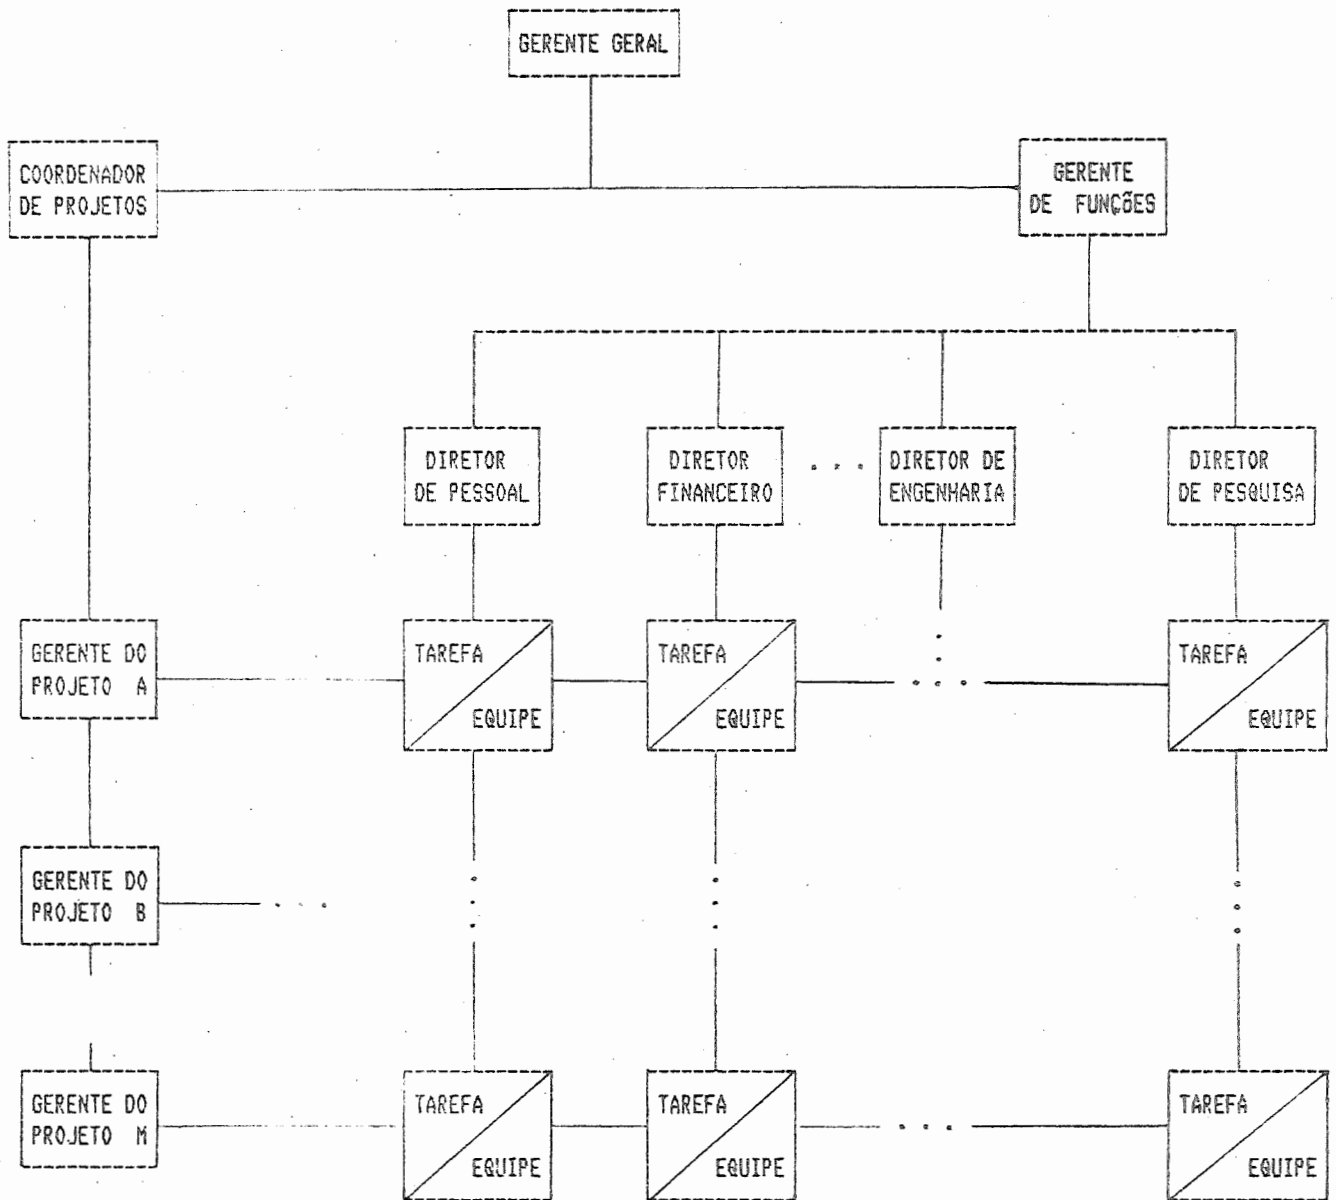 GERENTE GERAL
COORDENADOR
DE PROJETOS
GERENTE
DE FUNÇÕES
DIRETOR
DE PESSOAL
DIRETOR
FINANCEIRO
. . .
DIRETOR DE
ENGENHARIA
DIRETOR
DE PESQUISA
GERENTE DO
PROJETO A
TAREFA
EQUIPE
TAREFA
EQUIPE
. . .
TAREFA
EQUIPE
GERENTE DO
PROJETO B
. . .
GERENTE DO
PROJETO M
TAREFA
EQUIPE
TAREFA
EQUIPE
. . .
TAREFA
EQUIPE